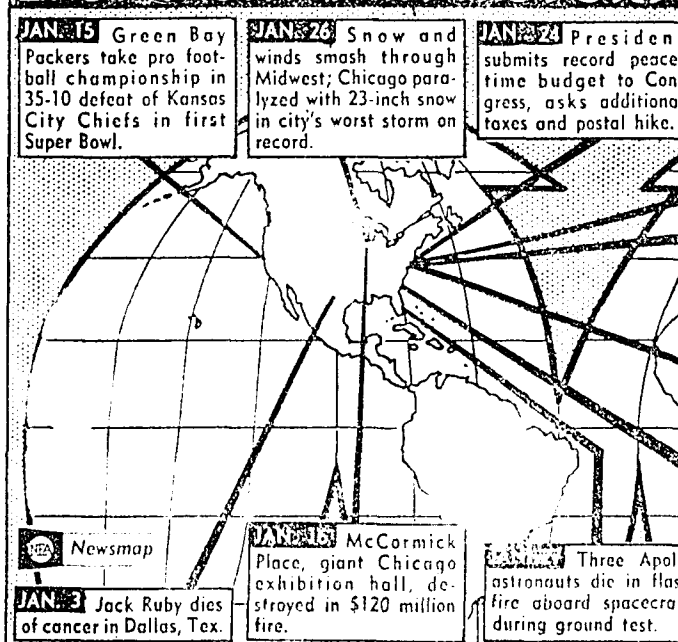 JAN. 15 Green Bay
Packers take pro foot-
ball championship in
35-10 defeat of Kansas
City Chiefs in first
Super Bowl.
JAN. 26 Snow and
winds smash through
Midwest; Chicago para-
lyzed with 23-inch snow
in city's worst storm on
record.
JAN. 24 Presiden
submits record peace
time budget to Con
gress, asks additiona
taxes and postal hike.
NEA Newsmap
JAN. 3 Jack Ruby dies
of cancer in Dallas, Tex.
JAN. 16 McCormick
Place, giant Chicago
exhibition hall, de-
stroyed in $120 million
fire.
Three Apol
astronauts die in flas
fire aboard spacecra
during ground test.